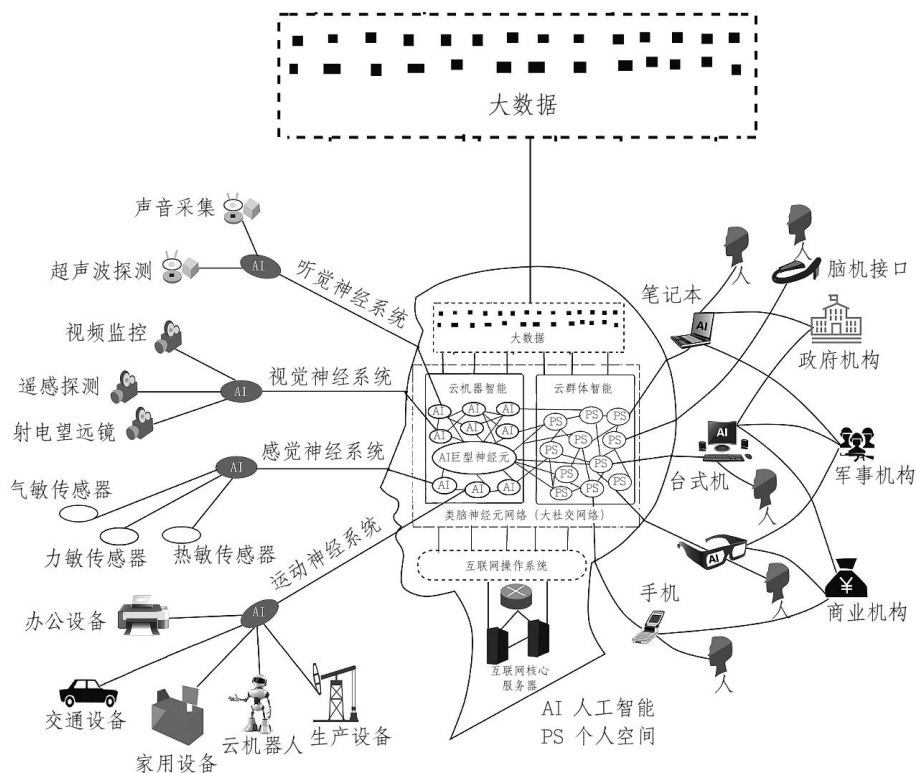 大数据
声音采集
AI
超声波探测
听觉神经系统
视频监控
遥感探测
AI
视觉神经系统
射电望远镜
感觉神经系统
AI
气敏传感器
力敏传感器
热敏传感器
运动神经系统
办公设备
AI
交通设备
家用设备
云机器人
生产设备
大数据
云机器智能
云群体智能
AI
AI
AI
AI
AI
AI
AI巨型神经元
AI
AI
AI
PS
PS
PS
PS
PS
PS
PS
PS
PS
PS
PS
类脑神经元网络(大社交网络)
互联网操作系统
互联网核心
服务器
笔记本
AI
人
人
脑机接口
政府机构
AI
台式机
人
军事机构
AI
人
¥
商业机构
手机
人
AI 人工智能
PS 个人空间